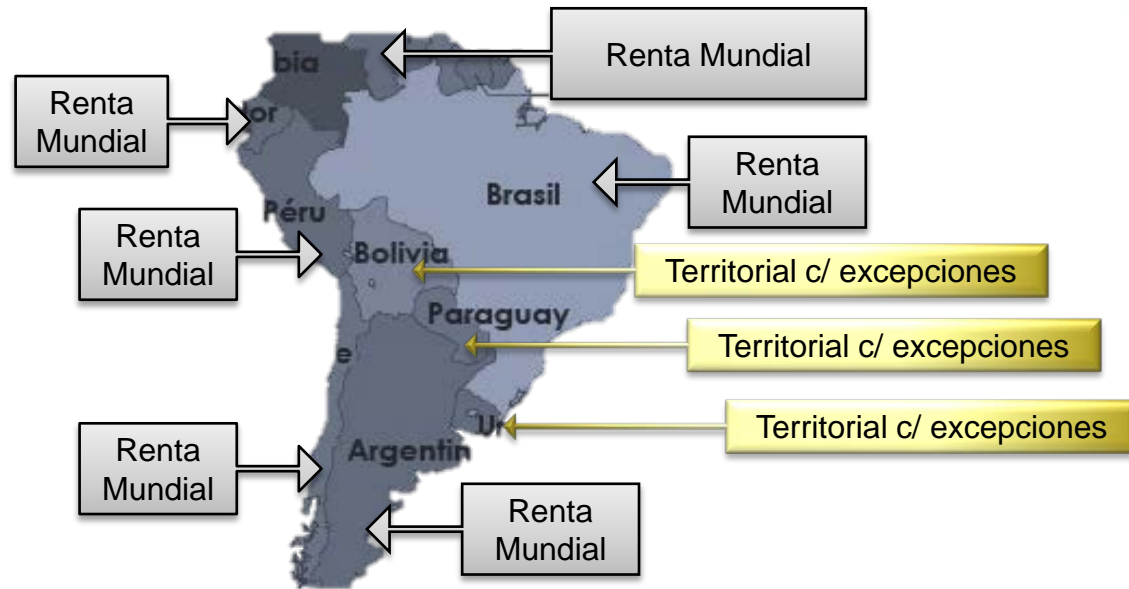 Renta Mundial
bia
Renta
Mundial
dor
Renta
Mundial
Brasil
Péru
Renta
Mundial
Bolivia
Territorial c/ excepciones
Paraguay
Territorial c/ excepciones
e
Ur
Territorial c/ excepciones
Argentin
Renta
Mundial
Renta
Mundial